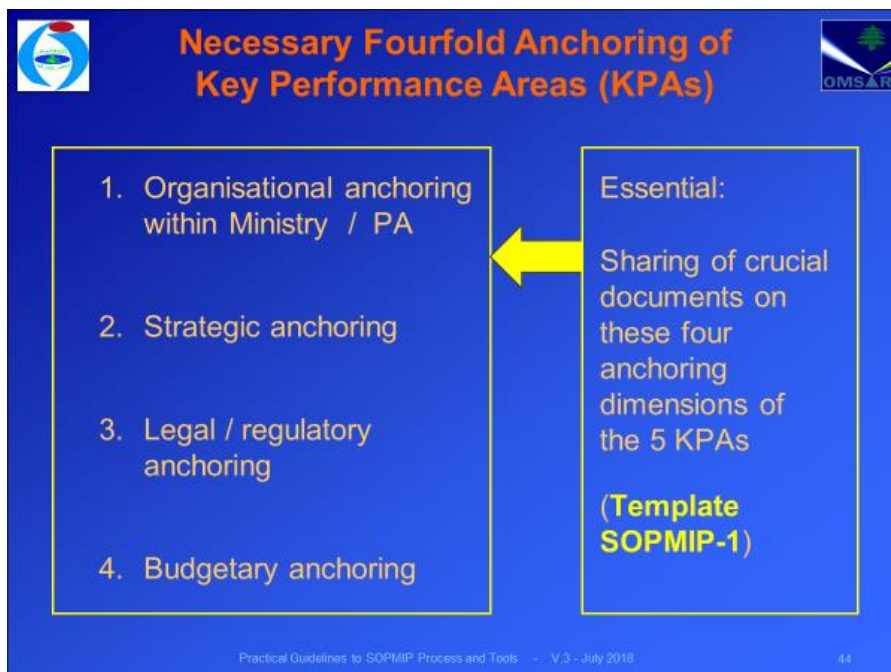 Necessary Fourfold Anchoring of
Key Performance Areas (KPAs)
OMSAR
1. Organisational anchoring
within Ministry / PA
2. Strategic anchoring
3. Legal / regulatory
anchoring
4. Budgetary anchoring
Essential:
Sharing of crucial
documents on
these four
anchoring
dimensions of
the 5 KPAs
(Template
SOPMIP-1)
Practical Guidelines to SOPMIP Process and Tools - V.3 - July 2018
44